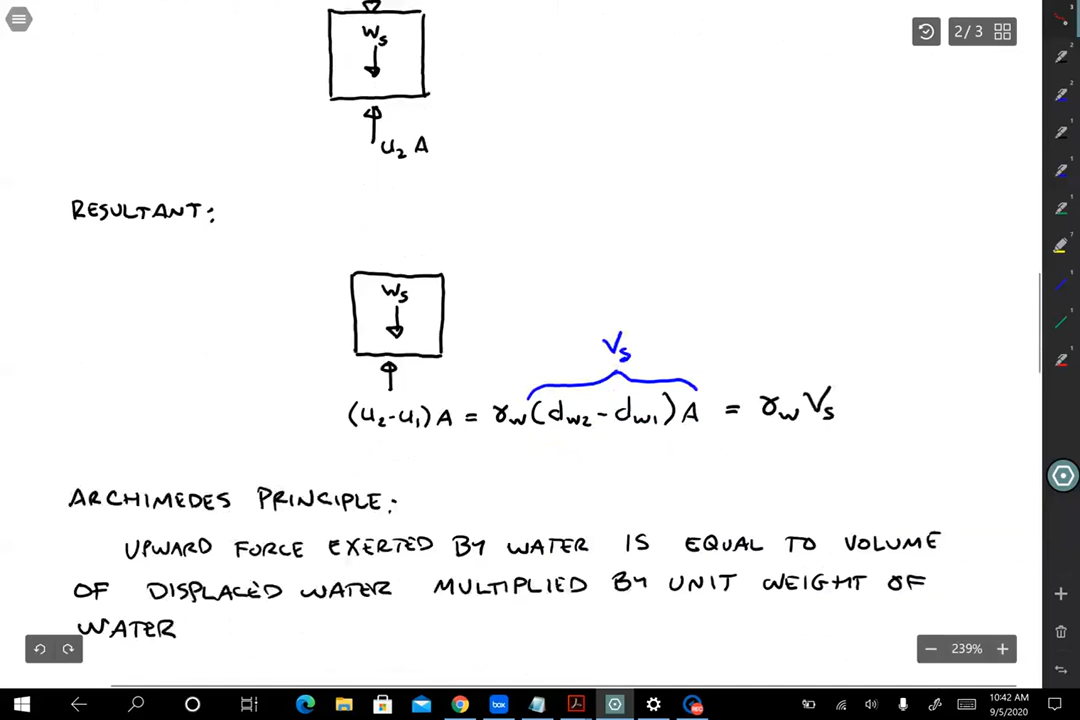 2/3
Ws
u2 A
RESULTANT:
Ws
Vs
(u2-u1)A = γw(dw2-dw1)A = γwVs
ARCHIMEDES PRINCIPLE:
UPWARD FORCE EXERTED BY WATER IS EQUAL TO VOLUME
OF DISPLACED WATER MULTIPLIED BY UNIT WEIGHT OF
WATER
239%
box
REC
10:42 AM
9/5/2020